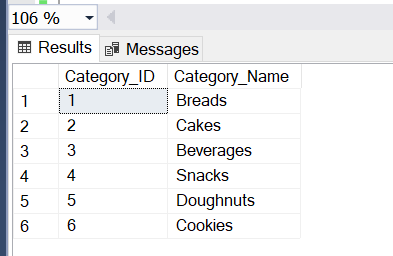 106 %
Results Messages
Category_ID Category_Name
1 1 Breads
2 2 Cakes
3 3 Beverages
4 4 Snacks
5 5 Doughnuts
6 6 Cookies